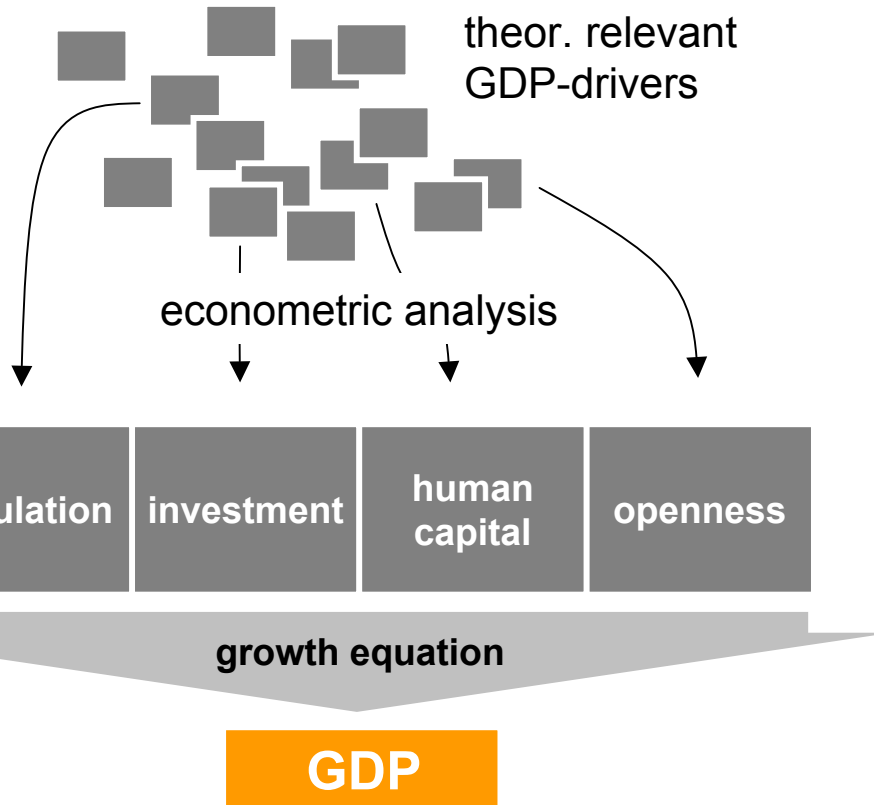 theor. relevant
GDP-drivers
econometric analysis
ulation
investment
human
capital
openness
growth equation
GDP